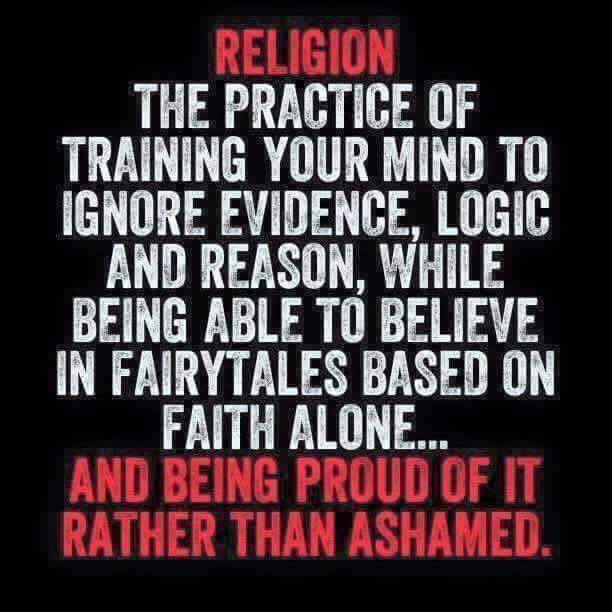 RELIGION
THE PRACTICE OF
TRAINING YOUR MIND TO
IGNORE EVIDENCE, LOGIC
AND REASON, WHILE
BEING ABLE TO BELIEVE
IN FAIRYTALES BASED ON
FAITH ALONE...
AND BEING PROUD OF IT
RATHER THAN ASHAMED.